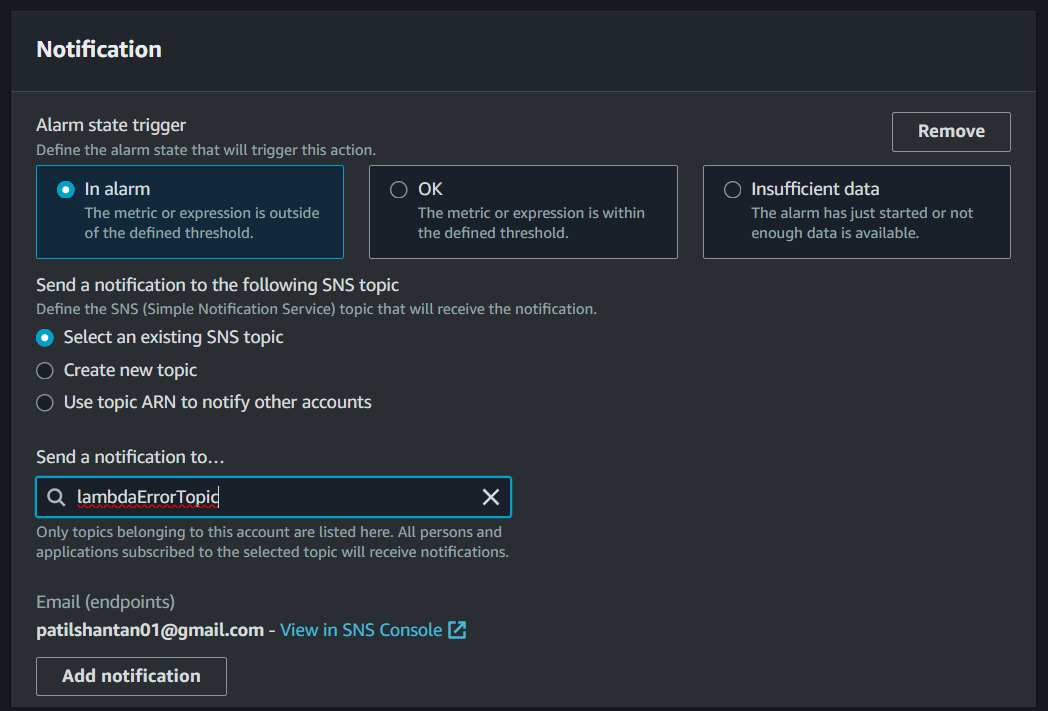 Notification
Alarm state trigger
Define the alarm state that will trigger this action.
Remove
In alarm
The metric or expression is outside
of the defined threshold.
OK
The metric or expression is within
the defined threshold.
Insufficient data
The alarm has just started or not
enough data is available.
Send a notification to the following SNS topic
Define the SNS (Simple Notification Service) topic that will receive the notification.
Select an existing SNS topic
Create new topic
Use topic ARN to notify other accounts
Send a notification to…
lambdaErrorTopic
Only topics belonging to this account are listed here. All persons and
applications subscribed to the selected topic will receive notifications.
Email (endpoints)
patilshantan01@gmail.com - View in SNS Console
Add notification